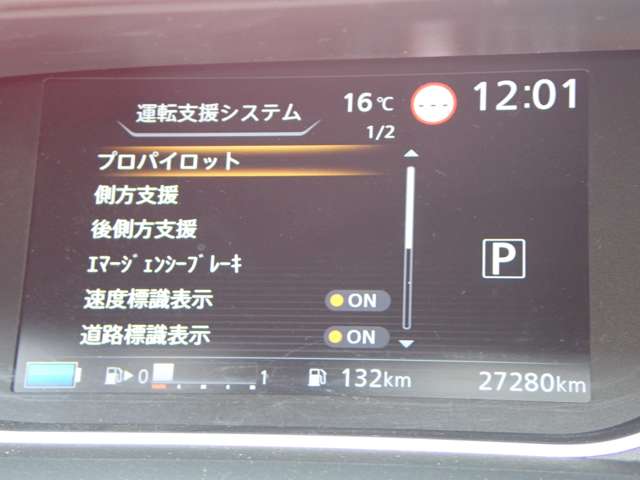 運転支援システム 16℃ --- 12:01
1/2
プロパイロット
側方支援
後側方支援
ｴﾏｰｼﾞｪﾝｼｰﾌﾞﾚｰｷ
P
速度標識表示 ON
道路標識表示 ON
0 1 132km 27280km